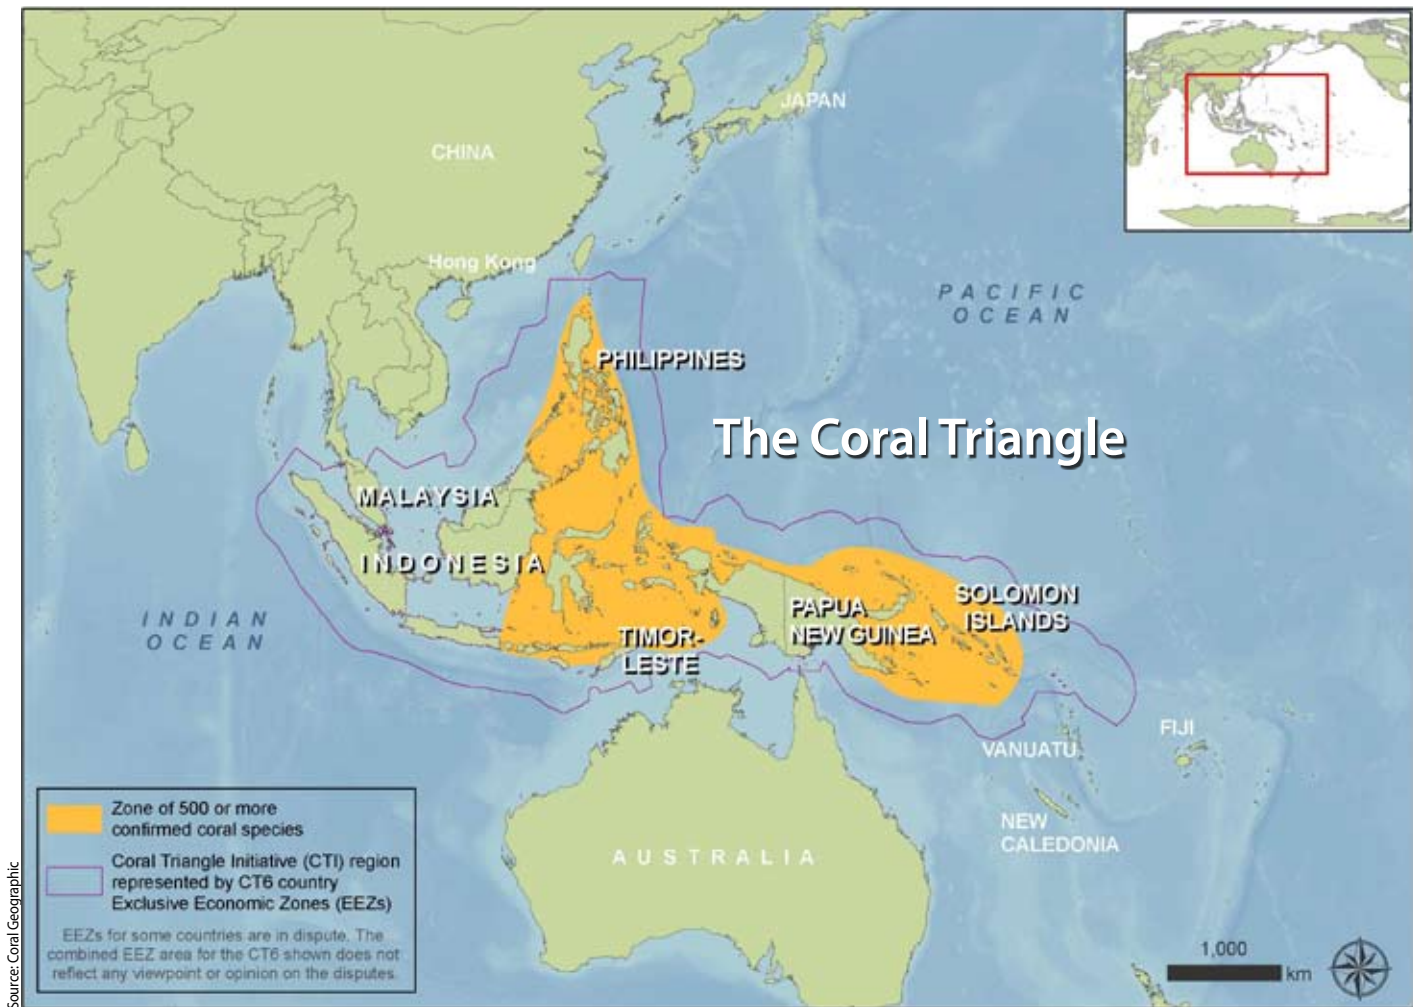 JAPAN
CHINA
Hong Kong
PACIFIC
OCEAN
PHILIPPINES
The Coral Triangle
MALAYSIA
INDONESIA
INDIAN
OCEAN
PAPUA
NEW GUINEA
SOLOMON
ISLANDS
TIMOR-
LESTE
VANUATU
FIJI
NEW
CALEDONIA
AUSTRALIA
Zone of 500 or more
confirmed coral species
Coral Triangle Initiative (CTI) region
represented by CT6 country
Exclusive Economic Zones (EEZs)
EEZs for some countries are in dispute. The
combined EEZ area for the CT6 shown does not
reflect any viewpoint or opinion on the disputes.
1,000
km
Source: Coral Geographic